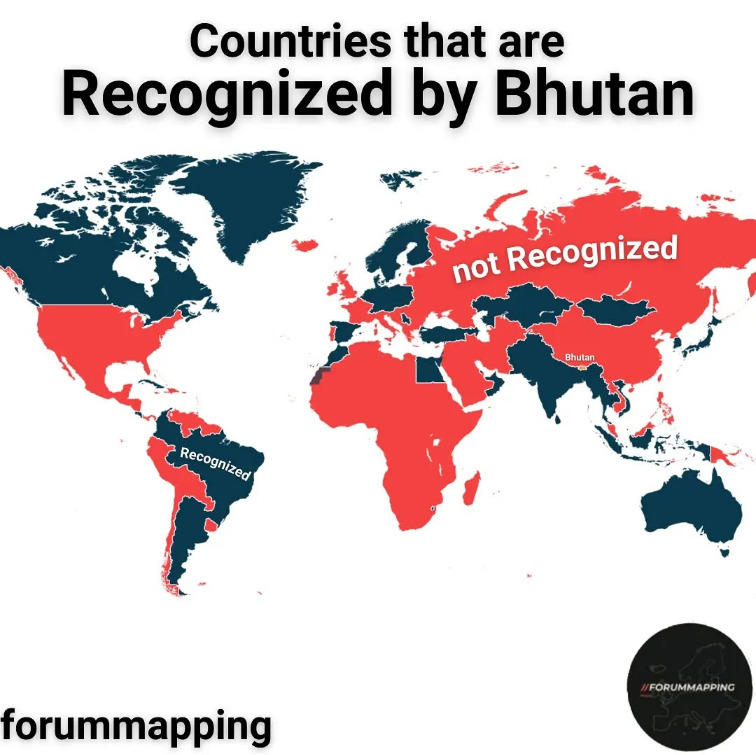 Countries that are
Recognized by Bhutan
not Recognized
Bhutan
Recognized
//FORUMMAPPING
forummapping